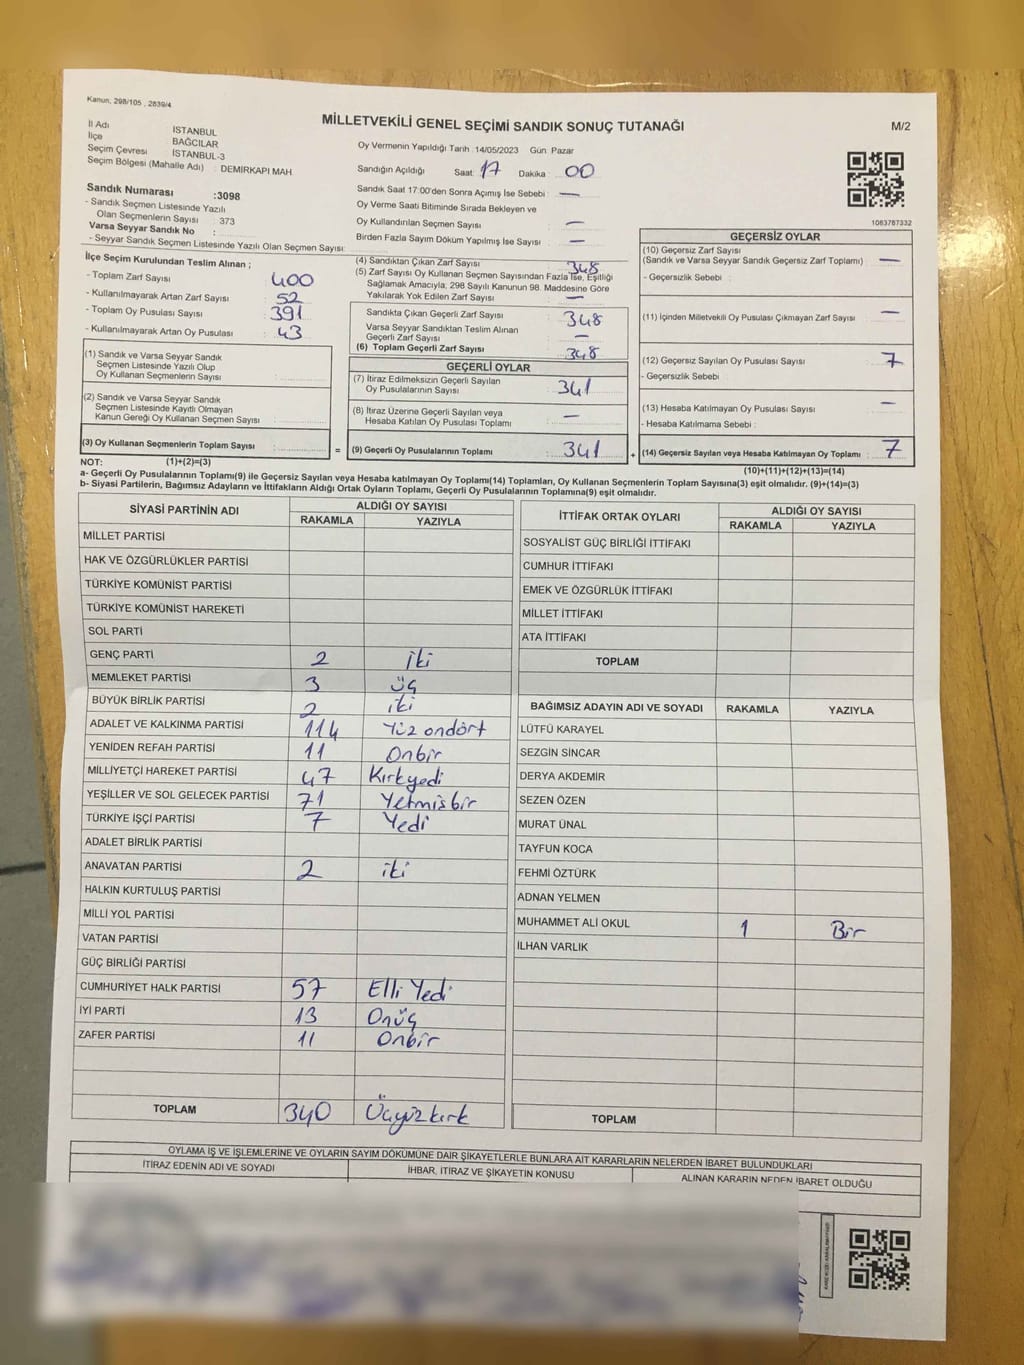 Kanun, 298/105 , 2839/4
MİLLETVEKİLİ GENEL SEÇİMİ SANDIK SONUÇ TUTANAĞI
M/2
İl Adı İSTANBUL
İlçe BAĞCILAR
Seçim Çevresi İSTANBUL-3
Seçim Bölgesi (Mahalle Adı) : DEMİRKAPI MAH
Sandık Numarası :3098
- Sandık Seçmen Listesinde Yazılı
Olan Seçmenlerin Sayısı : 373
Varsa Seyyar Sandık No :
- Seyyar Sandık Seçmen Listesinde Yazılı Olan Seçmen Sayısı:
İlçe Seçim Kurulundan Teslim Alınan ;
- Toplam Zarf Sayısı : 400
- Kullanılmayarak Artan Zarf Sayısı : 52
- Toplam Oy Pusulası Sayısı : 391
- Kullanılmayarak Artan Oy Pusulası : 43
(1) Sandık ve Varsa Seyyar Sandık
Seçmen Listesinde Yazılı Olup
Oy Kullanan Seçmenlerin Sayısı :
(2) Sandık ve Varsa Seyyar Sandık
Seçmen Listesinde Kayıtlı Olmayan
Kanun Gereği Oy Kullanan Seçmen Sayısı :
(3) Oy Kullanan Seçmenlerin Toplam Sayısı :
Oy Vermenin Yapıldığı Tarih :14/05/2023 Gün Pazar
Sandığın Açıldığı Saat: 17 Dakika : 00
Sandık Saat 17:00'den Sonra Açımış İse Sebebi : —
Oy Verme Saati Bitiminde Sırada Bekleyen ve
Oy Kullandırılan Seçmen Sayısı : —
Birden Fazla Sayım Döküm Yapılmış İse Sayısı : —
(4) Sandıktan Çıkan Zarf Sayısı : 348
(5) Zarf Sayısı Oy Kullanan Seçmen Sayısından Fazla İse, Eşitliği
Sağlamak Amacıyla, 298 Sayılı Kanunun 98. Maddesine Göre
Yakılarak Yok Edilen Zarf Sayısı : —
Sandıkta Çıkan Geçerli Zarf Sayısı : 348
Varsa Seyyar Sandıktan Teslim Alınan
Geçerli Zarf Sayısı : —
(6) Toplam Geçerli Zarf Sayısı : 348
GEÇERLİ OYLAR
(7) İtiraz Edilmeksizin Geçerli Sayılan
Oy Pusulalarının Sayısı : 341
(8) İtiraz Üzerine Geçerli Sayılan veya
Hesaba Katılan Oy Pusulası Toplamı : —
= (9) Geçerli Oy Pusulalarının Toplamı : 341
1083787332
GEÇERSİZ OYLAR
(10) Geçersiz Zarf Sayısı
(Sandık ve Varsa Seyyar Sandık Geçersiz Zarf Toplamı) : —
- Geçersizlik Sebebi :
(11) İçinden Milletvekili Oy Pusulası Çıkmayan Zarf Sayısı : —
(12) Geçersiz Sayılan Oy Pusulası Sayısı : 7
- Geçersizlik Sebebi
(13) Hesaba Katılmayan Oy Pusulası Sayısı : —
- Hesaba Katılmama Sebebi :
+ (14) Geçersiz Sayılan veya Hesaba Katılmayan Oy Toplamı : 7
NOT: (1)+(2)=(3) (10)+(11)+(12)+(13)=(14)
a- Geçerli Oy Pusulalarının Toplamı(9) ile Geçersiz Sayılan veya Hesaba katılmayan Oy Toplamı(14) Toplamları, Oy Kullanan Seçmenlerin Toplam Sayısına(3) eşit olmalıdır. (9)+(14)=(3)
b- Siyasi Partilerin, Bağımsız Adayların ve İttifakların Aldığı Ortak Oyların Toplamı, Geçerli Oy Pusulalarının Toplamına(9) eşit olmalıdır.
SİYASİ PARTİNİN ADI ALDIĞI OY SAYISI
RAKAMLA YAZIYLA
MİLLET PARTİSİ
HAK VE ÖZGÜRLÜKLER PARTİSİ
TÜRKİYE KOMÜNİST PARTİSİ
TÜRKİYE KOMÜNİST HAREKETİ
SOL PARTİ
GENÇ PARTİ 2 iki
MEMLEKET PARTİSİ 3 üç
BÜYÜK BİRLİK PARTİSİ 2 iki
ADALET VE KALKINMA PARTİSİ 114 Yüz ondört
YENİDEN REFAH PARTİSİ 11 Onbir
MİLLİYETÇİ HAREKET PARTİSİ 47 Kırkyedi
YEŞİLLER VE SOL GELECEK PARTİSİ 71 Yetmişbir
TÜRKİYE İŞÇİ PARTİSİ 7 Yedi
ADALET BİRLİK PARTİSİ
ANAVATAN PARTİSİ 2 iki
HALKIN KURTULUŞ PARTİSİ
MİLLİ YOL PARTİSİ
VATAN PARTİSİ
GÜÇ BİRLİĞİ PARTİSİ
CUMHURİYET HALK PARTİSİ 57 Elli Yedi
İYİ PARTİ 13 Onüç
ZAFER PARTİSİ 11 Onbir
TOPLAM 340 Üçyüzkırk
İTTİFAK ORTAK OYLARI ALDIĞI OY SAYISI
RAKAMLA YAZIYLA
SOSYALİST GÜÇ BİRLİĞİ İTTİFAKI
CUMHUR İTTİFAKI
EMEK VE ÖZGÜRLÜK İTTİFAKI
MİLLET İTTİFAKI
ATA İTTİFAKI
TOPLAM
BAĞIMSIZ ADAYIN ADI VE SOYADI RAKAMLA YAZIYLA
LÜTFÜ KARAYEL
SEZGİN SİNCAR
DERYA AKDEMİR
SEZEN ÖZEN
MURAT ÜNAL
TAYFUN KOCA
FEHMİ ÖZTÜRK
ADNAN YELMEN
MUHAMMET ALİ OKUL 1 Bir
İLHAN VARLIK
TOPLAM
OYLAMA İŞ VE İŞLEMLERİNE VE OYLARIN SAYIM DÖKÜMÜNE DAİR ŞİKAYETLERLE BUNLARA AİT KARARLARIN NELERDEN İBARET BULUNDUKLARI
İTİRAZ EDENİN ADI VE SOYADI İHBAR, İTİRAZ VE ŞİKAYETİN KONUSU ALINAN KARARIN NEDEN İBARET OLDUĞU